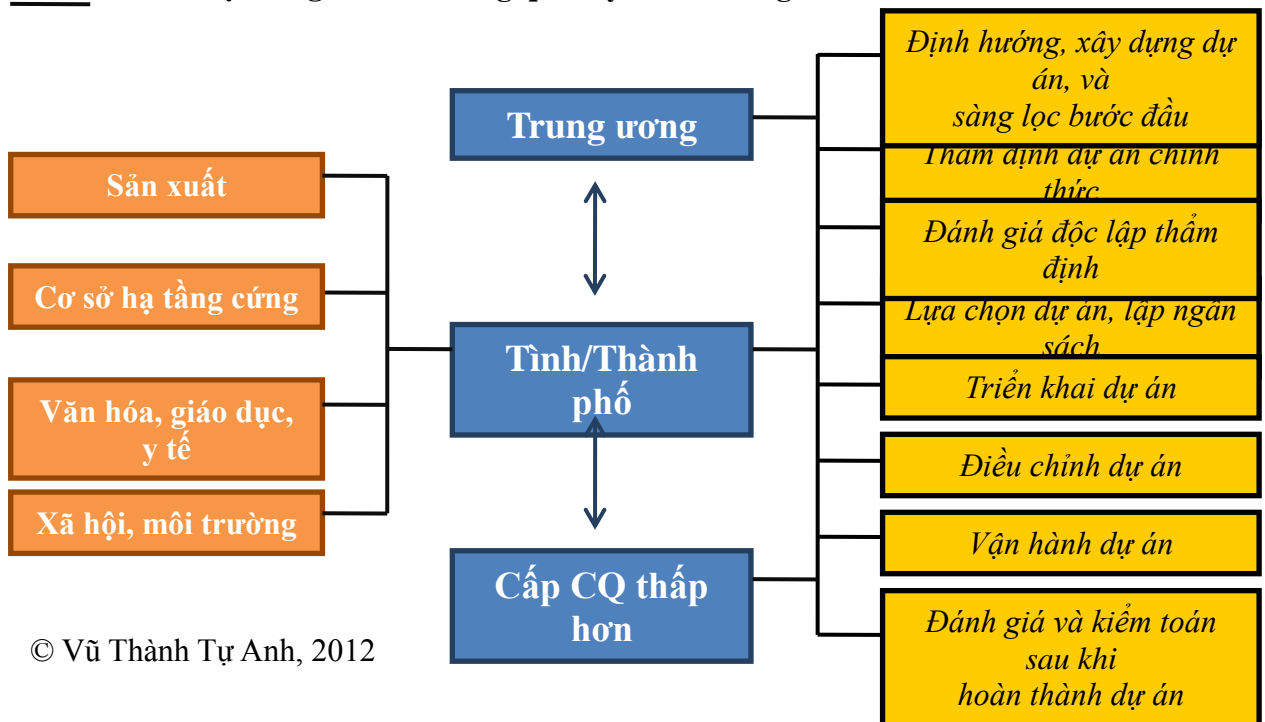 Trung ương
Sản xuất
Cơ sở hạ tầng cứng
Tình/Thành
phố
Văn hóa, giáo dục,
y tế
Xã hội, môi trường
Cấp CQ thấp
hơn
Định hướng, xây dựng dự
án, và
sàng lọc bước đầu
Thẩm định dự án chính
thức
Đánh giá độc lập thẩm
định
Lựa chọn dự án, lập ngân
sách
Triển khai dự án
Điều chỉnh dự án
Vận hành dự án
Đánh giá và kiểm toán
sau khi
hoàn thành dự án
© Vũ Thành Tự Anh, 2012